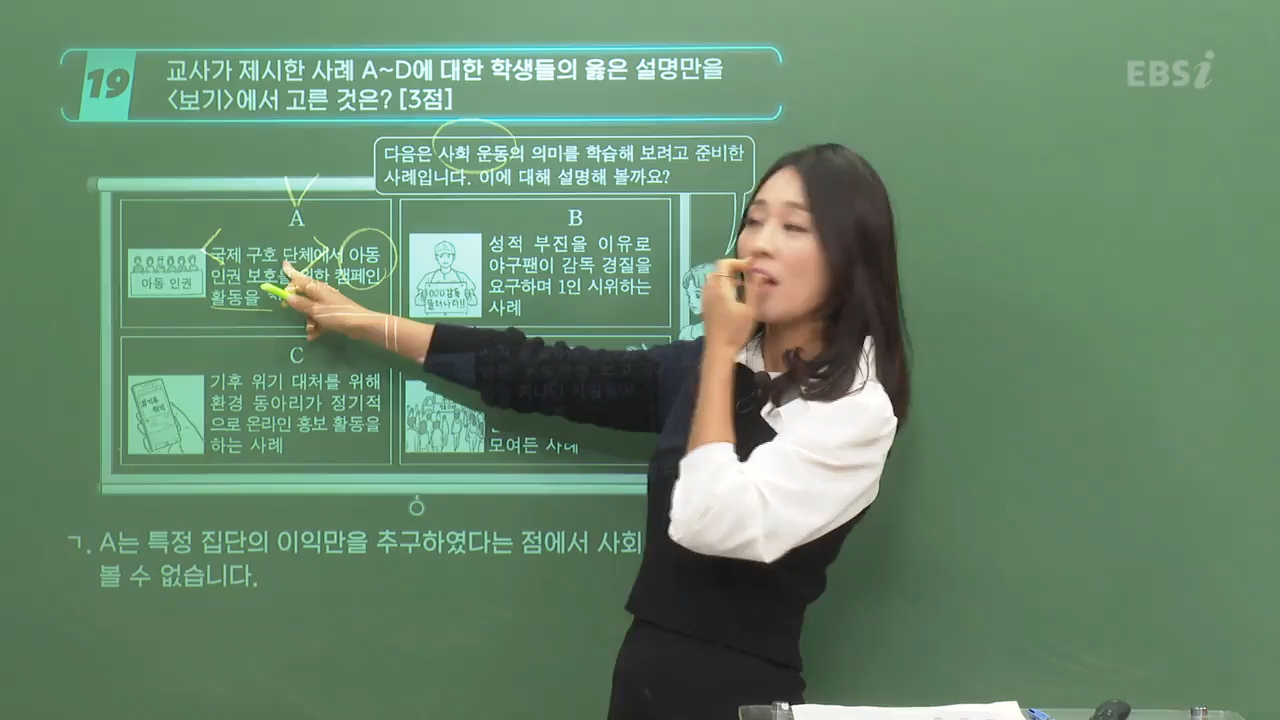 19
교사가 제시한 사례 A~D에 대한 학생들의 옳은 설명만을
<보기>에서 고른 것은? [3점]
EBSi
다음은 사회 운동의 의미를 학습해 보려고 준비한
사례입니다. 이에 대해 설명해 볼까요?
A
아동 인권
국제 구호 단체에서 아동
인권 보호를 위한 캠페인
활동을
B
성적 부진을 이유로
야구팬이 감독 경질을
요구하며 1인 시위하는
사례
C
기후 위기 대처를 위해
환경 동아리가 정기적
으로 온라인 홍보 활동을
하는 사례
모여든 사례
ㄱ. A는 특정 집단의 이익만을 추구하였다는 점에서 사회
볼 수 없습니다.